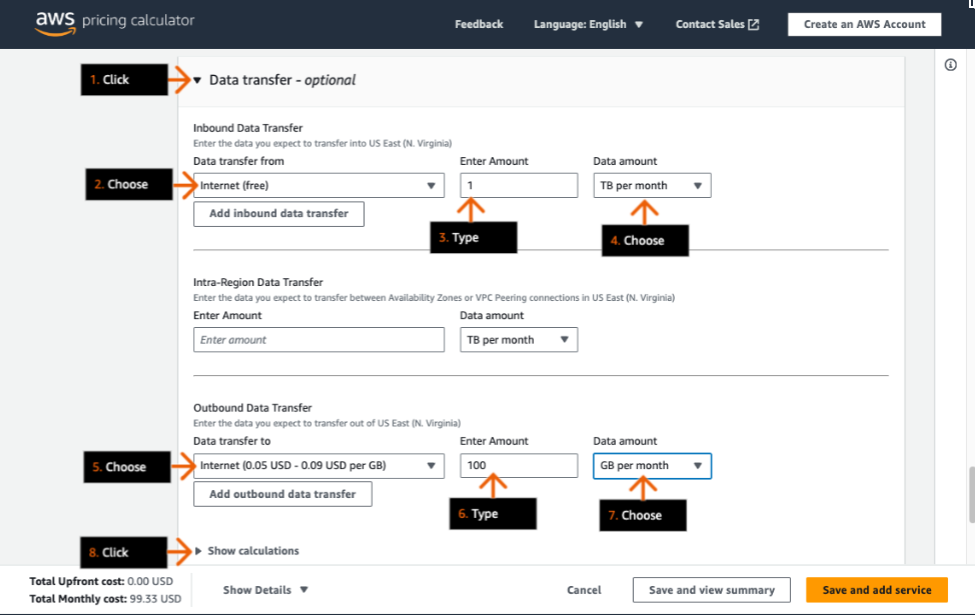 aws pricing calculator
Feedback Language: English Contact Sales Create an AWS Account
1. Click Data transfer - optional
Inbound Data Transfer
Enter the data you expect to transfer into US East (N. Virginia)
Data transfer from Enter Amount Data amount
2. Choose Internet (free) 1 TB per month
Add inbound data transfer
3. Type 4. Choose
Intra-Region Data Transfer
Enter the data you expect to transfer between Availability Zones or VPC Peering connections in US East (N. Virginia)
Enter Amount Data amount
Enter amount TB per month
Outbound Data Transfer
Enter the data you expect to transfer out of US East (N. Virginia)
Data transfer to Enter Amount Data amount
5. Choose Internet (0.05 USD - 0.09 USD per GB) 100 GB per month
Add outbound data transfer
6. Type 7. Choose
8. Click Show calculations
Total Upfront cost: 0.00 USD
Total Monthly cost: 99.33 USD
Show Details Cancel Save and view summary Save and add service